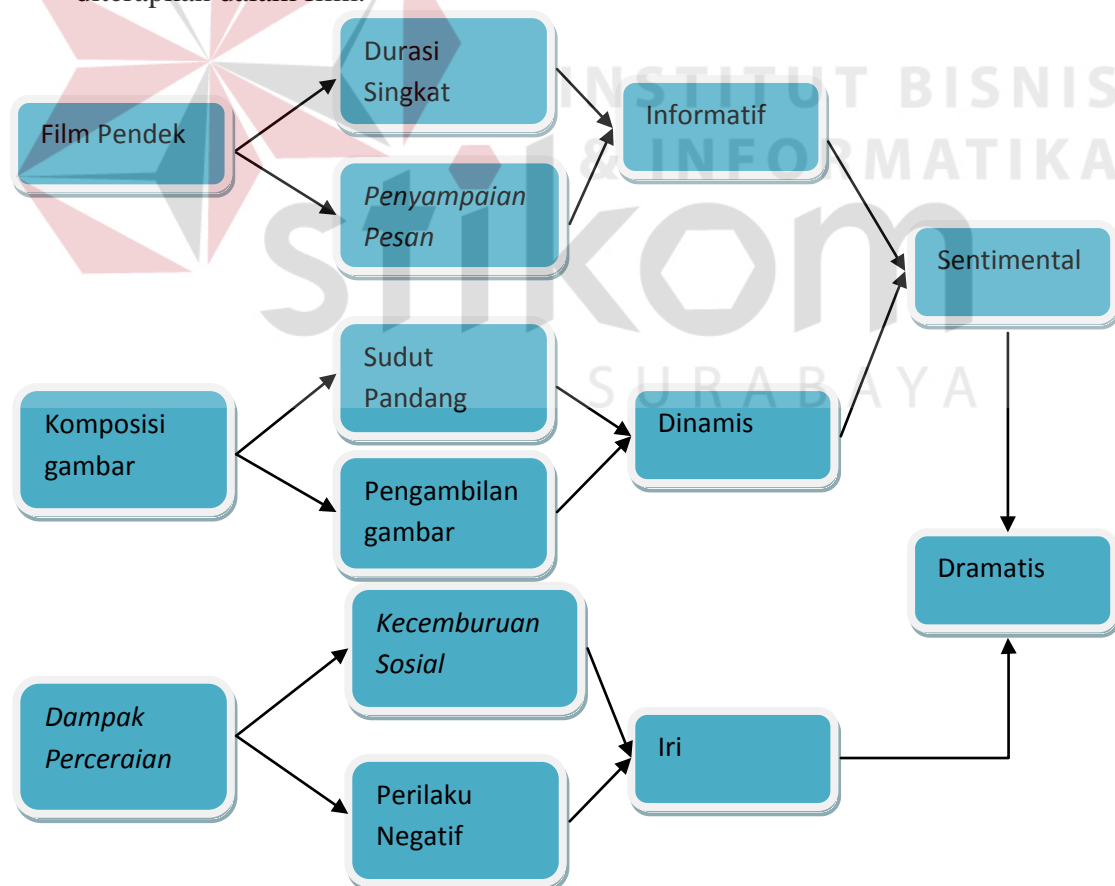 Durasi
Singkat
Film Pendek
Penyampaian
Pesan
Informatif
Sentimental
Sudut
Pandang
Komposisi
gambar
Pengambilan
gambar
Dinamis
Dramatis
Kecemburuan
Sosial
Dampak
Perceraian
Perilaku
Negatif
Iri
INSTITUT BISNIS
& INFORMATIKA
stikom
SURABAYA